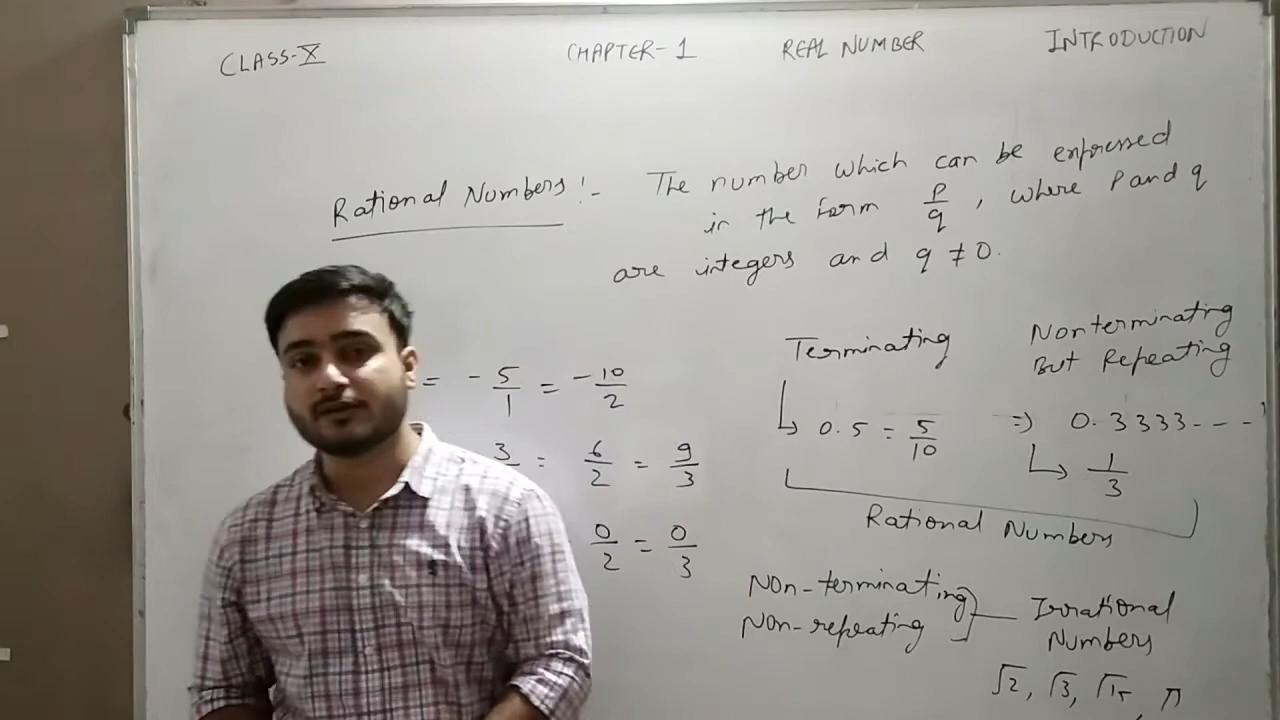 CLASS-X CHAPTER-1 REAL NUMBER INTRODUCTION
Rational Numbers:- The number which can be expressed
in the form p/q, where p and q
are integers and q ≠ 0.
= -5/1 = -10/2
3 = 6/2 = 9/3
0/2 = 0/3
Terminating
↳ 0.5 = 5/10
Nonterminating
But Repeating
⇒ 0.3333----
↳ 1/3
Rational Numbers
Non-terminating
Non-repeating
Irrational
Numbers
√2, √3, √15, π